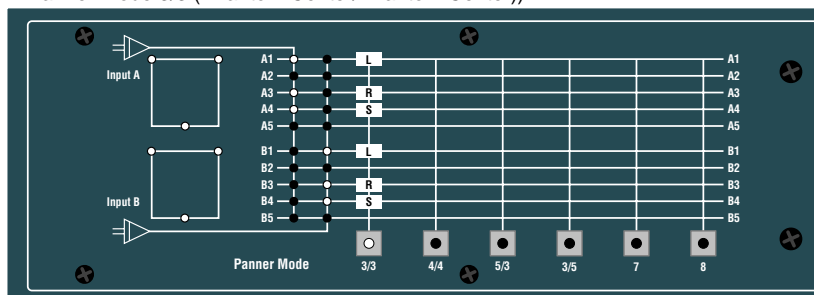 A1 L A1
A2 A2
Input A
A3 R A3
A4 S A4
A5 A5
B1 L B1
B2 B2
B3 R B3
Input B
B4 S B4
B5 B5
Panner Mode
3/3 4/4 5/3 3/5 7 8